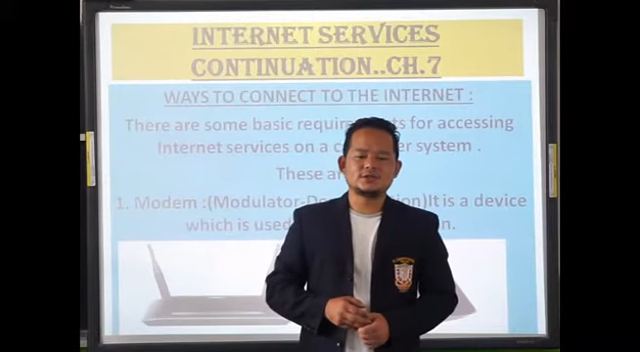 INTERNET SERVICES
CONTINUATION..CH.7
WAYS TO CONNECT TO THE INTERNET :
There are some basic for accessing
Internet services on a system .
These
1. Modem :(Modulator- It is a device
which is